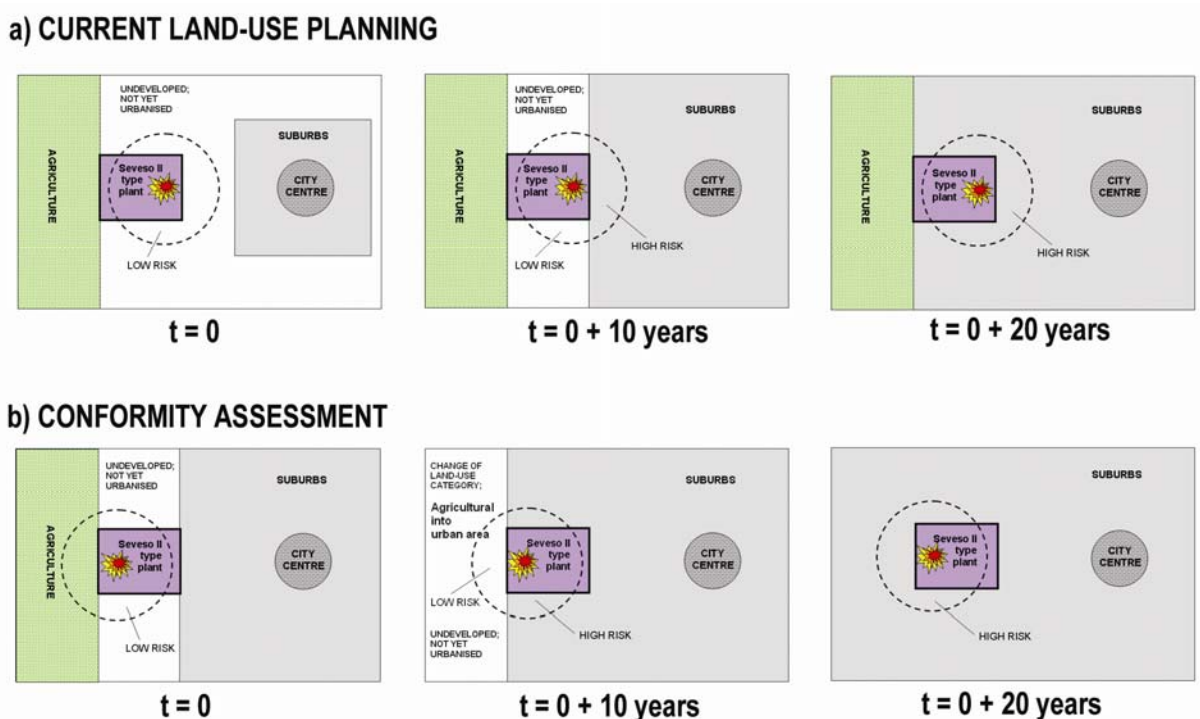 a) CURRENT LAND-USE PLANNING
UNDEVELOPED;
NOT YET
URBANISED
AGRICULTURE
Seveso II
type
plant
SUBURBS
CITY
CENTRE
LOW RISK
t = 0
UNDEVELOPED;
NOT YET
URBANISED
AGRICULTURE
Seveso II
type
plant
SUBURBS
CITY
CENTRE
HIGH RISK
LOW RISK
t = 0 + 10 years
AGRICULTURE
Seveso II
type
plant
SUBURBS
CITY
CENTRE
HIGH RISK
t = 0 + 20 years
b) CONFORMITY ASSESSMENT
UNDEVELOPED;
NOT YET
URBANISED
AGRICULTURE
Seveso II
type
plant
SUBURBS
CITY
CENTRE
LOW RISK
t = 0
CHANGE OF
LAND-USE
CATEGORY;
Agricultural
into
urban area
Seveso II
type
plant
SUBURBS
CITY
CENTRE
LOW RISK
HIGH RISK
UNDEVELOPED;
NOT YET
URBANISED
t = 0 + 10 years
Seveso II
type
plant
SUBURBS
CITY
CENTRE
HIGH RISK
t = 0 + 20 years